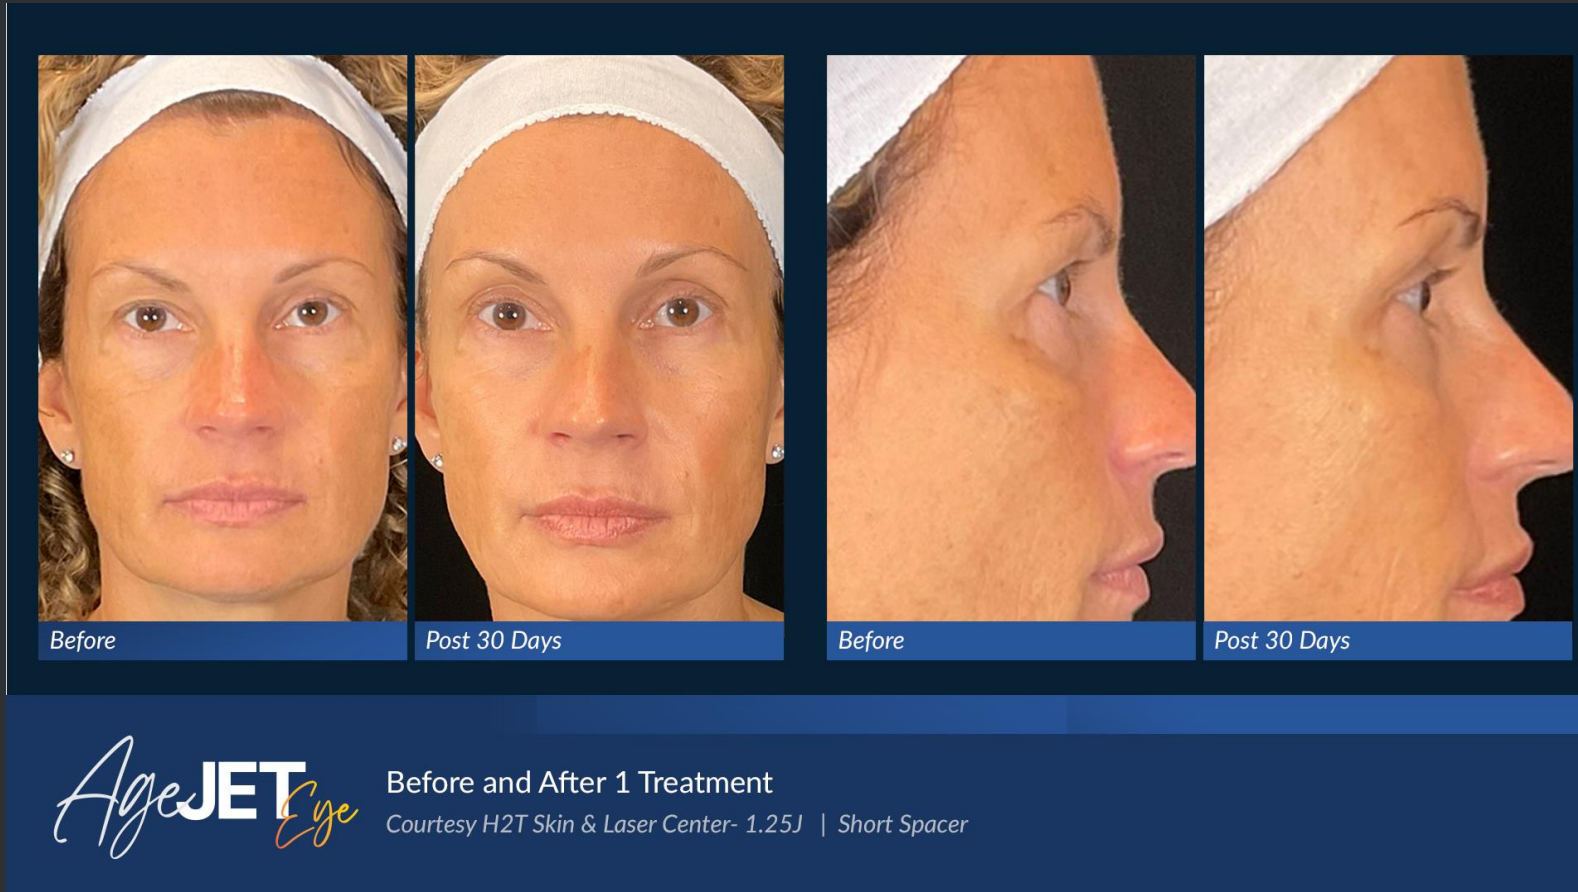 Before
Post 30 Days
Before
Post 30 Days
AgeJET Eye
Before and After 1 Treatment
Courtesy H2T Skin & Laser Center- 1.25J | Short Spacer